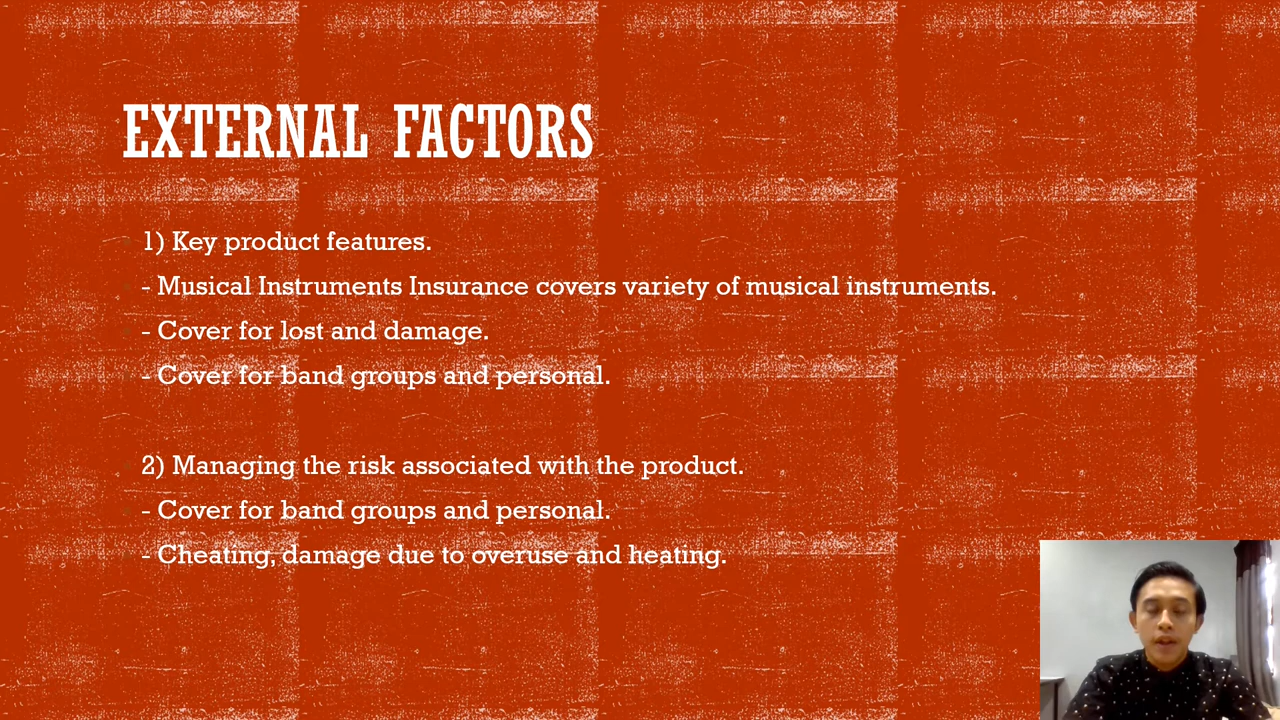 EXTERNAL FACTORS
1) Key product features.
- Musical Instruments Insurance covers variety of musical instruments.
- Cover for lost and damage.
- Cover for band groups and personal.
2) Managing the risk associated with the product.
- Cover for band groups and personal.
- Cheating, damage due to overuse and heating.